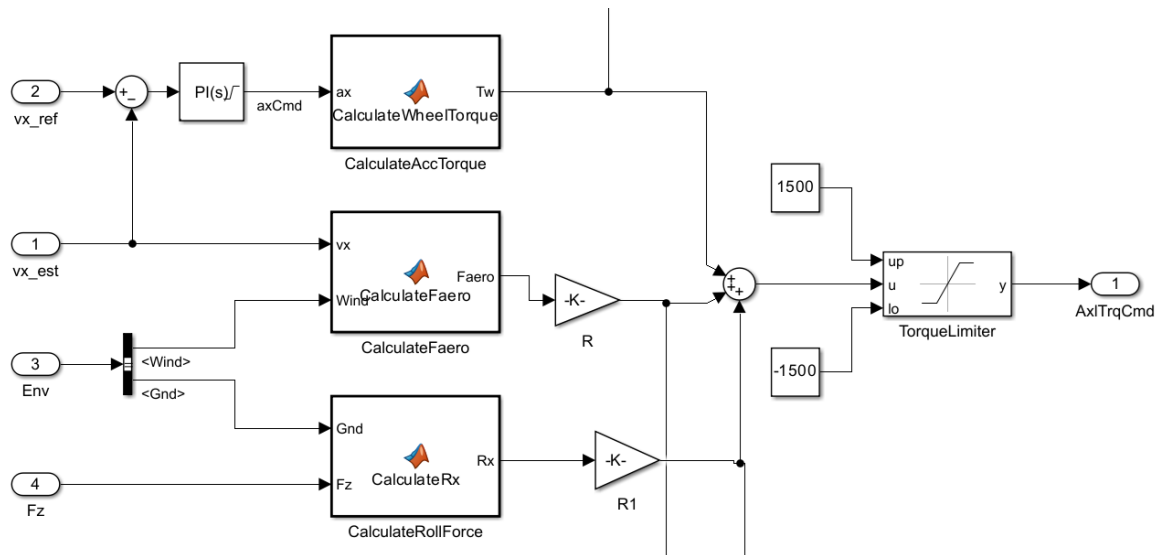 2
vx_ref
+
−
PI(s)
axCmd
ax
Tw
CalculateWheelTorque
CalculateAccTorque
1
vx_est
vx
Wind
Faero
CalculateFaero
CalculateFaero
-K-
R
3
Env
<Wind>
<Gnd>
Gnd
Fz
Rx
CalculateRx
CalculateRollForce
-K-
R1
4
Fz
+
+
+
1500
-1500
up
u
lo
y
TorqueLimiter
1
AxlTrqCmd